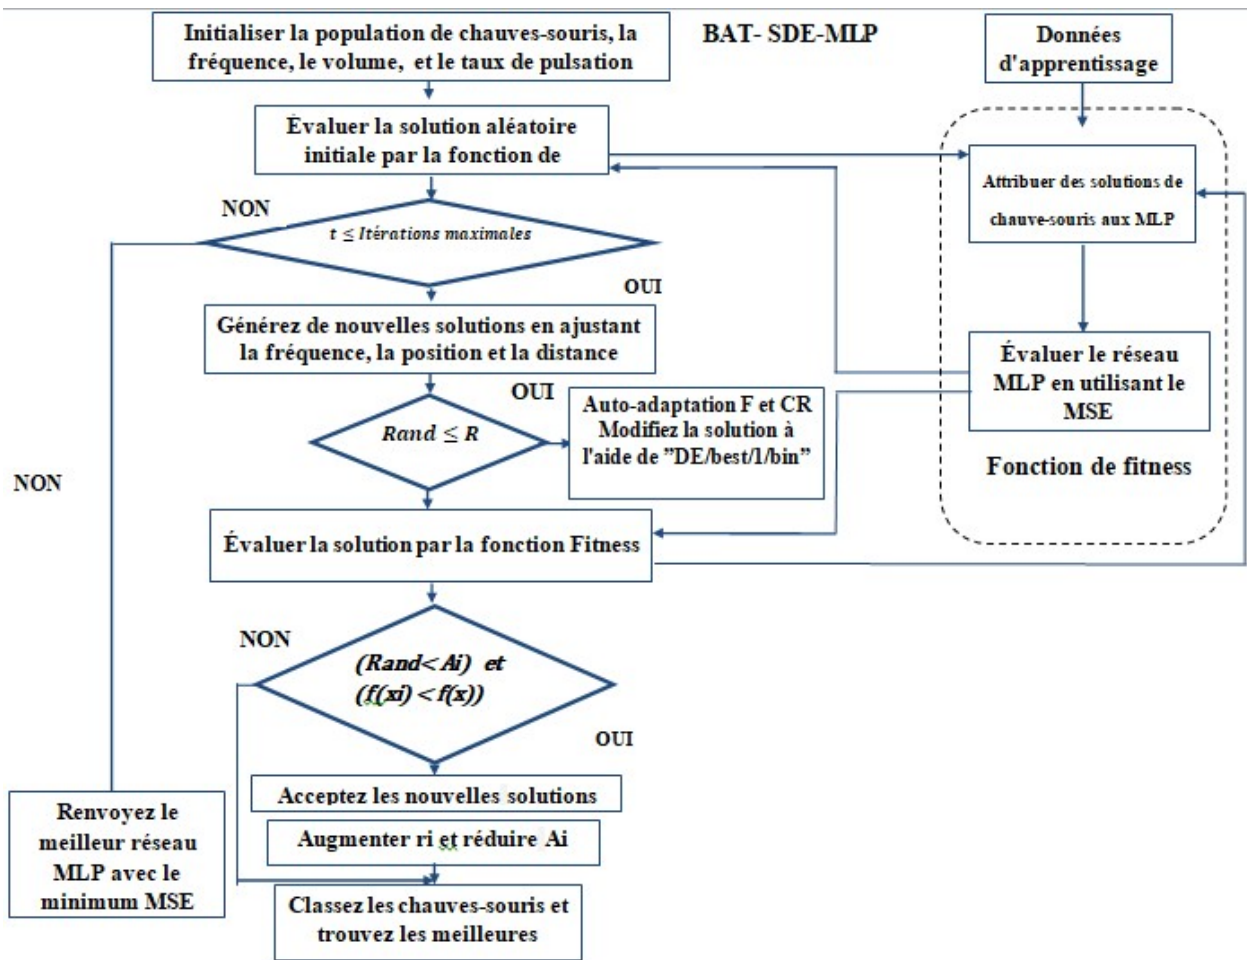 Initialiser la population de chauves-souris, la
fréquence, le volume, et le taux de pulsation
BAT- SDE-MLP
Données
d'apprentissage
Évaluer la solution aléatoire
initiale par la fonction de
Attribuer des solutions de
chauve-souris aux MLP
NON
t ≤ Itérations maximales
OUI
Générez de nouvelles solutions en ajustant
la fréquence, la position et la distance
Évaluer le réseau
MLP en utilisant le
MSE
OUI
Rand ≤ R
Auto-adaptation F et CR
Modifiez la solution à
l'aide de ”DE/best/1/bin”
Fonction de fitness
NON
Évaluer la solution par la fonction Fitness
NON
(Rand< Ai) et
(f(xi) < f(x))
OUI
Acceptez les nouvelles solutions
Augmenter ri et réduire Ai
Renvoyez le
meilleur réseau
MLP avec le
minimum MSE
Classez les chauves-souris et
trouvez les meilleures